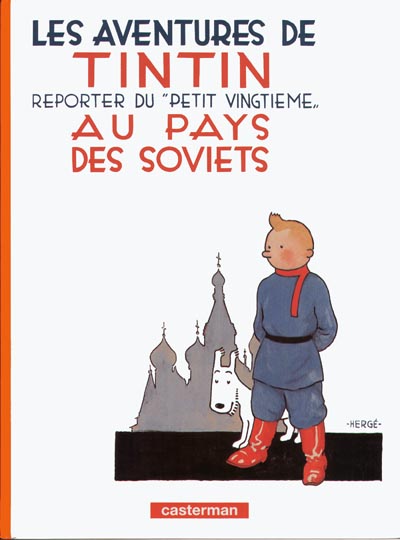 LES AVENTURES DE
TINTIN
REPORTER DU "PETIT VINGTIEME"
AU PAYS
DES SOVIETS
-HERGÉ-
casterman